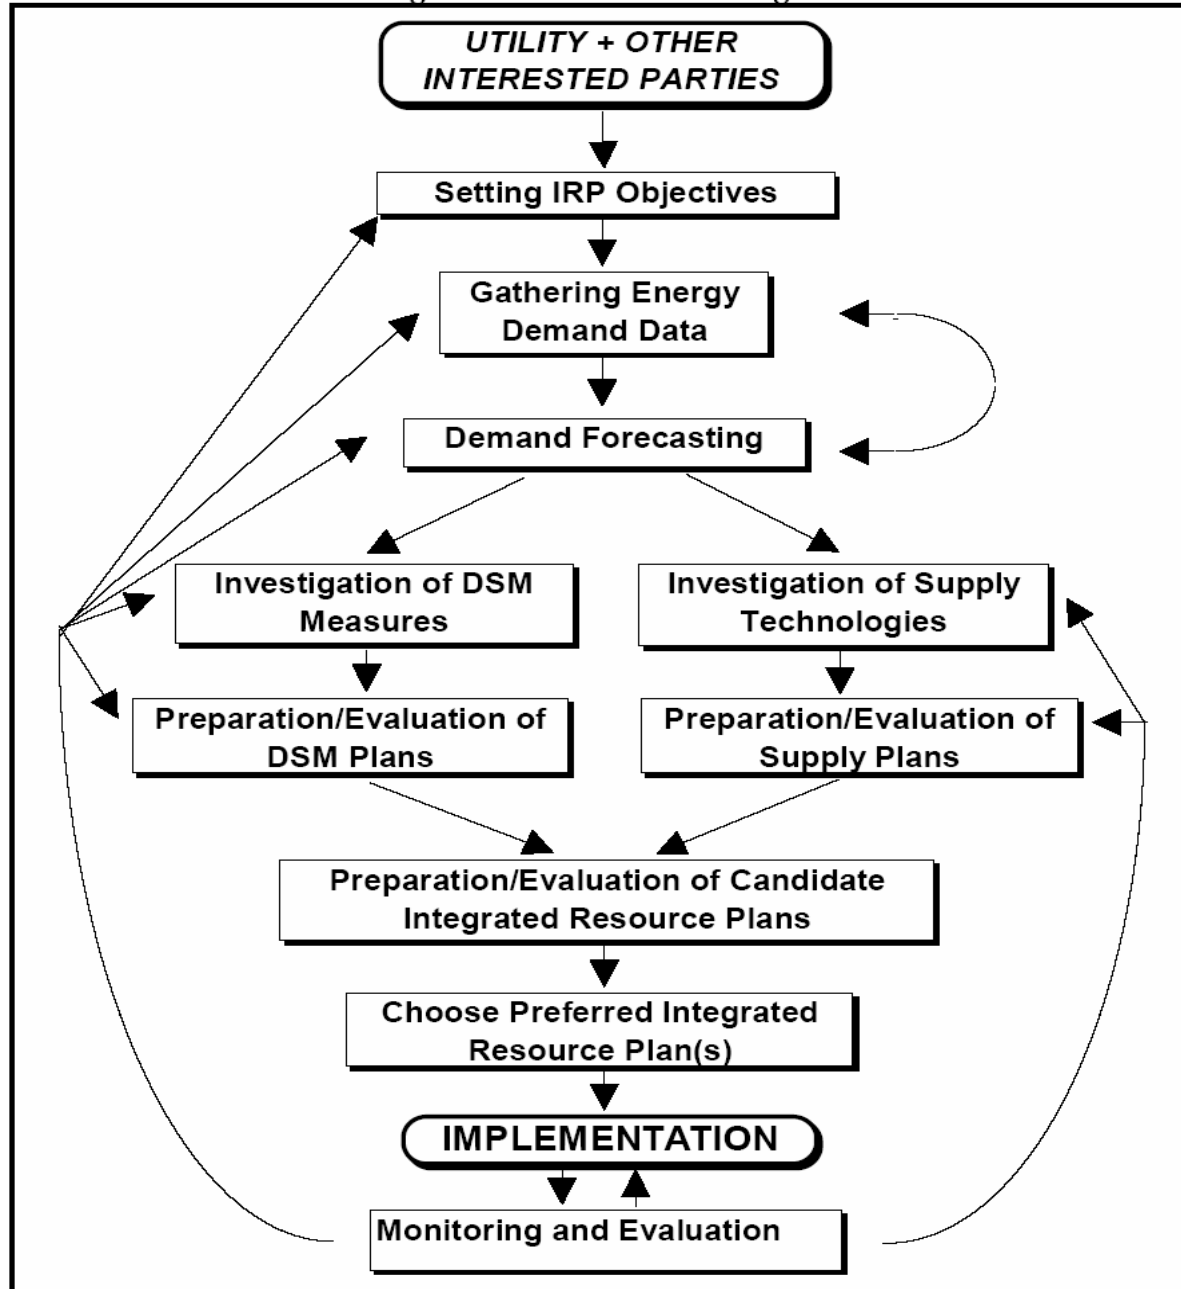 UTILITY + OTHER
INTERESTED PARTIES
Setting IRP Objectives
Gathering Energy
Demand Data
Demand Forecasting
Investigation of DSM
Measures
Investigation of Supply
Technologies
Preparation/Evaluation of
DSM Plans
Preparation/Evaluation of
Supply Plans
Preparation/Evaluation of Candidate
Integrated Resource Plans
Choose Preferred Integrated
Resource Plan(s)
IMPLEMENTATION
Monitoring and Evaluation